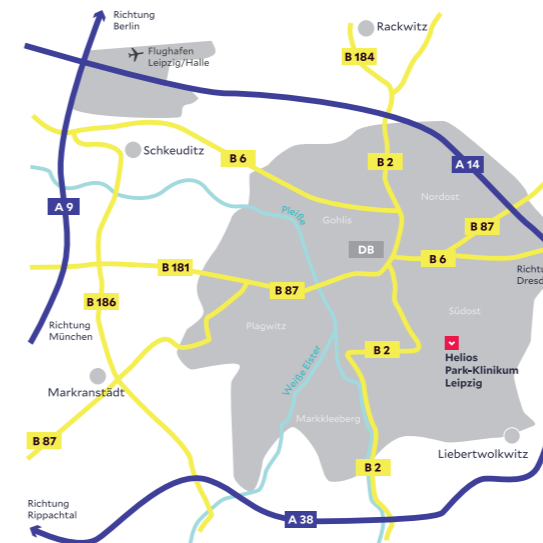 Richtung
Berlin
Rackwitz
Flughafen
Leipzig/Halle
B 184
Schkeuditz
B 6
B 2
A 14
Nordost
A 9
Pleiße
Gohlis
B 87
DB
B 6
B 181
Richtu
Dresd
B 87
B 186
Südost
Richtung
München
Plagwitz
B 2
Helios
Park-Klinikum
Leipzig
Weiße Elster
Markranstädt
Markkleeberg
B 87
Liebertwolkwitz
B 2
Richtung
Rippachtal
A 38